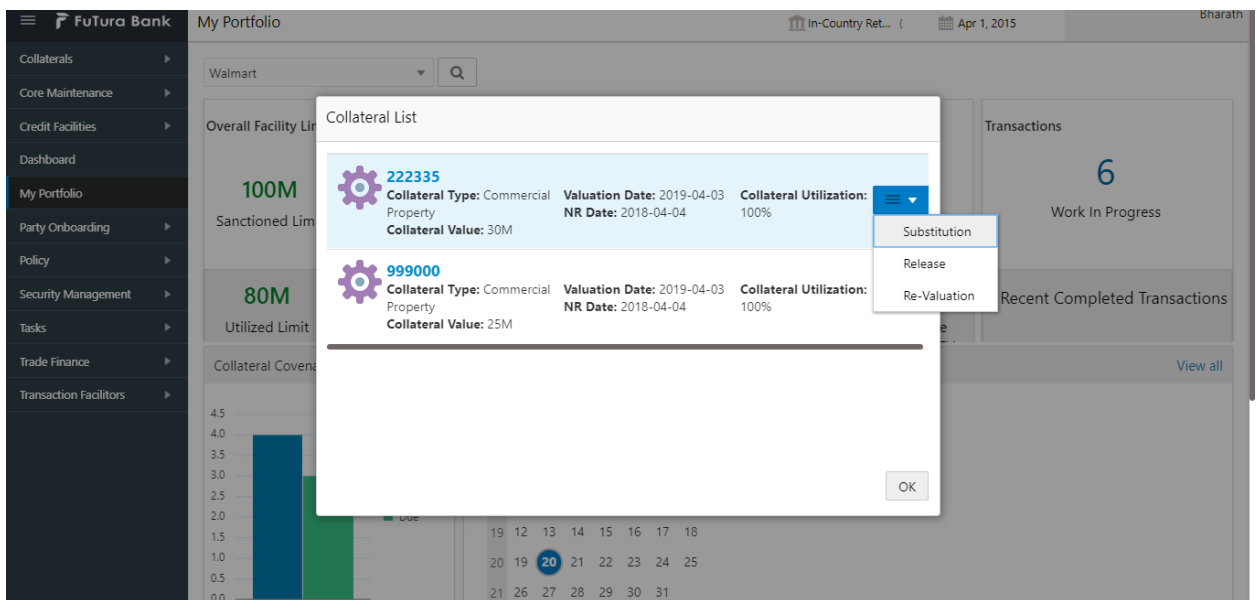 FuTura Bank
My Portfolio
In-Country Ret... (
Apr 1, 2015
Bharath
Collaterals
Core Maintenance
Credit Facilities
Dashboard
My Portfolio
Party Onboarding
Policy
Security Management
Tasks
Trade Finance
Transaction Facilitors
Walmart
Overall Facility Lir
100M
Sanctioned Lim
80M
Utilized Limit
Transactions
6
Work In Progress
Recent Completed Transactions
Collateral List
222335
Collateral Type: Commercial Property
Collateral Value: 30M
Valuation Date: 2019-04-03
NR Date: 2018-04-04
Collateral Utilization: 100%
Substitution
Release
Re-Valuation
999000
Collateral Type: Commercial Property
Collateral Value: 25M
Valuation Date: 2019-04-03
NR Date: 2018-04-04
Collateral Utilization: 100%
OK
Collateral Covena
View all
4.5
4.0
3.5
3.0
2.5
2.0
1.5
1.0
0.5
0.0
Due
19 12 13 14 15 16 17 18
20 19 20 21 22 23 24 25
21 26 27 28 29 30 31